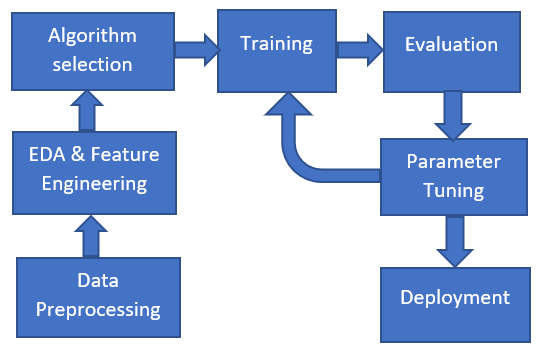 Algorithm
selection
Training
Evaluation
EDA & Feature
Engineering
Parameter
Tuning
Data
Preprocessing
Deployment